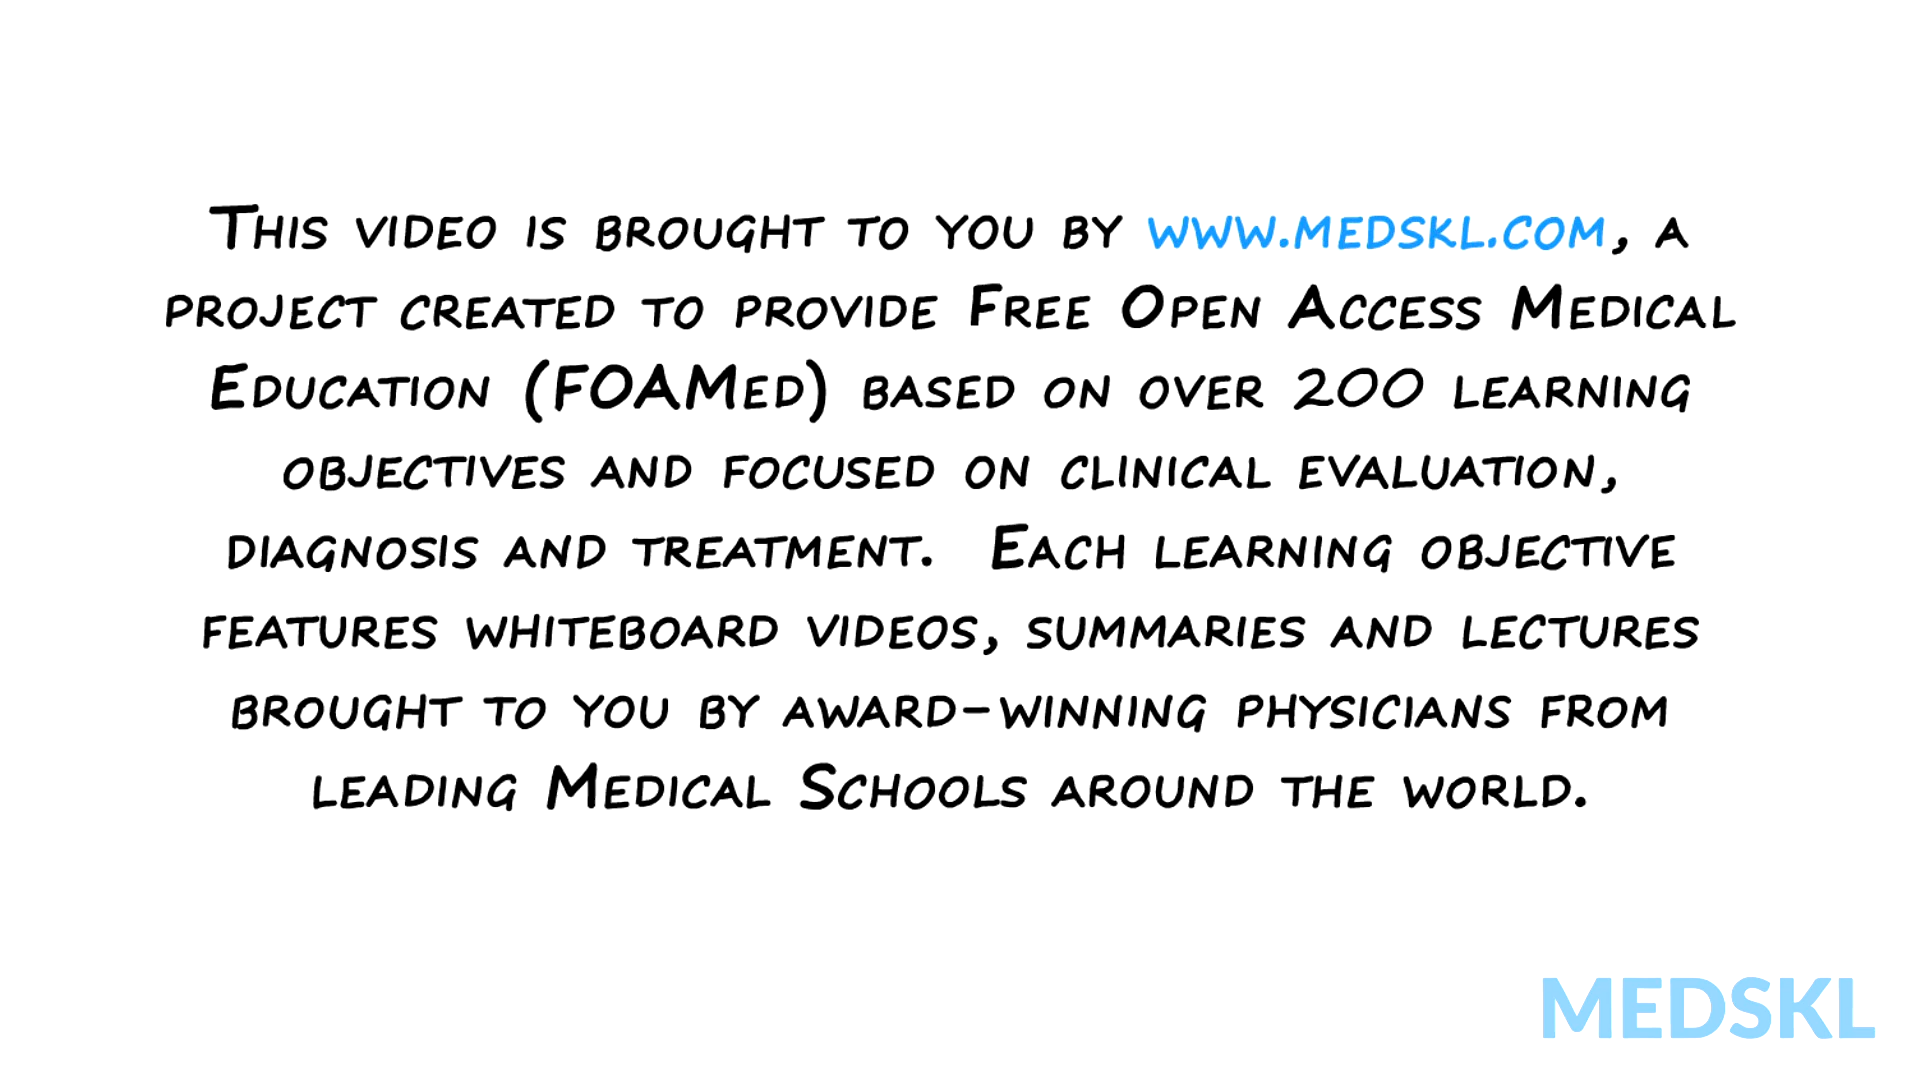 This video is brought to you by www.medskl.com, a
project created to provide Free Open Access Medical
Education (FOAMed) based on over 200 learning
objectives and focused on clinical evaluation,
diagnosis and treatment.  Each learning objective
features whiteboard videos, summaries and lectures
brought to you by award-winning physicians from
leading Medical Schools around the world.
MEDSKL